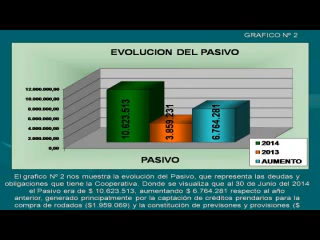 GRAFICO Nº 2
EVOLUCION DEL PASIVO
12.000.000,00
10.000.000,00
8.000.000,00
6.000.000,00
4.000.000,00
2.000.000,00
0,00
10.623.513
3.859.231
6.764.281
2014
2013
AUMENTO
PASIVO
El grafico Nº 2 nos muestra la evolución del Pasivo, que representa las deudas y
obligaciones que tiene la Cooperativa. Donde se visualiza que al 30 de Junio del 2014
el Pasivo era de $ 10.623.513, aumentando $ 6.764.281 respecto al año
anterior, generado principalmente por la captación de créditos prendarios para la
compra de rodados ($1.959.069) y la constitución de previsiones y provisiones ($